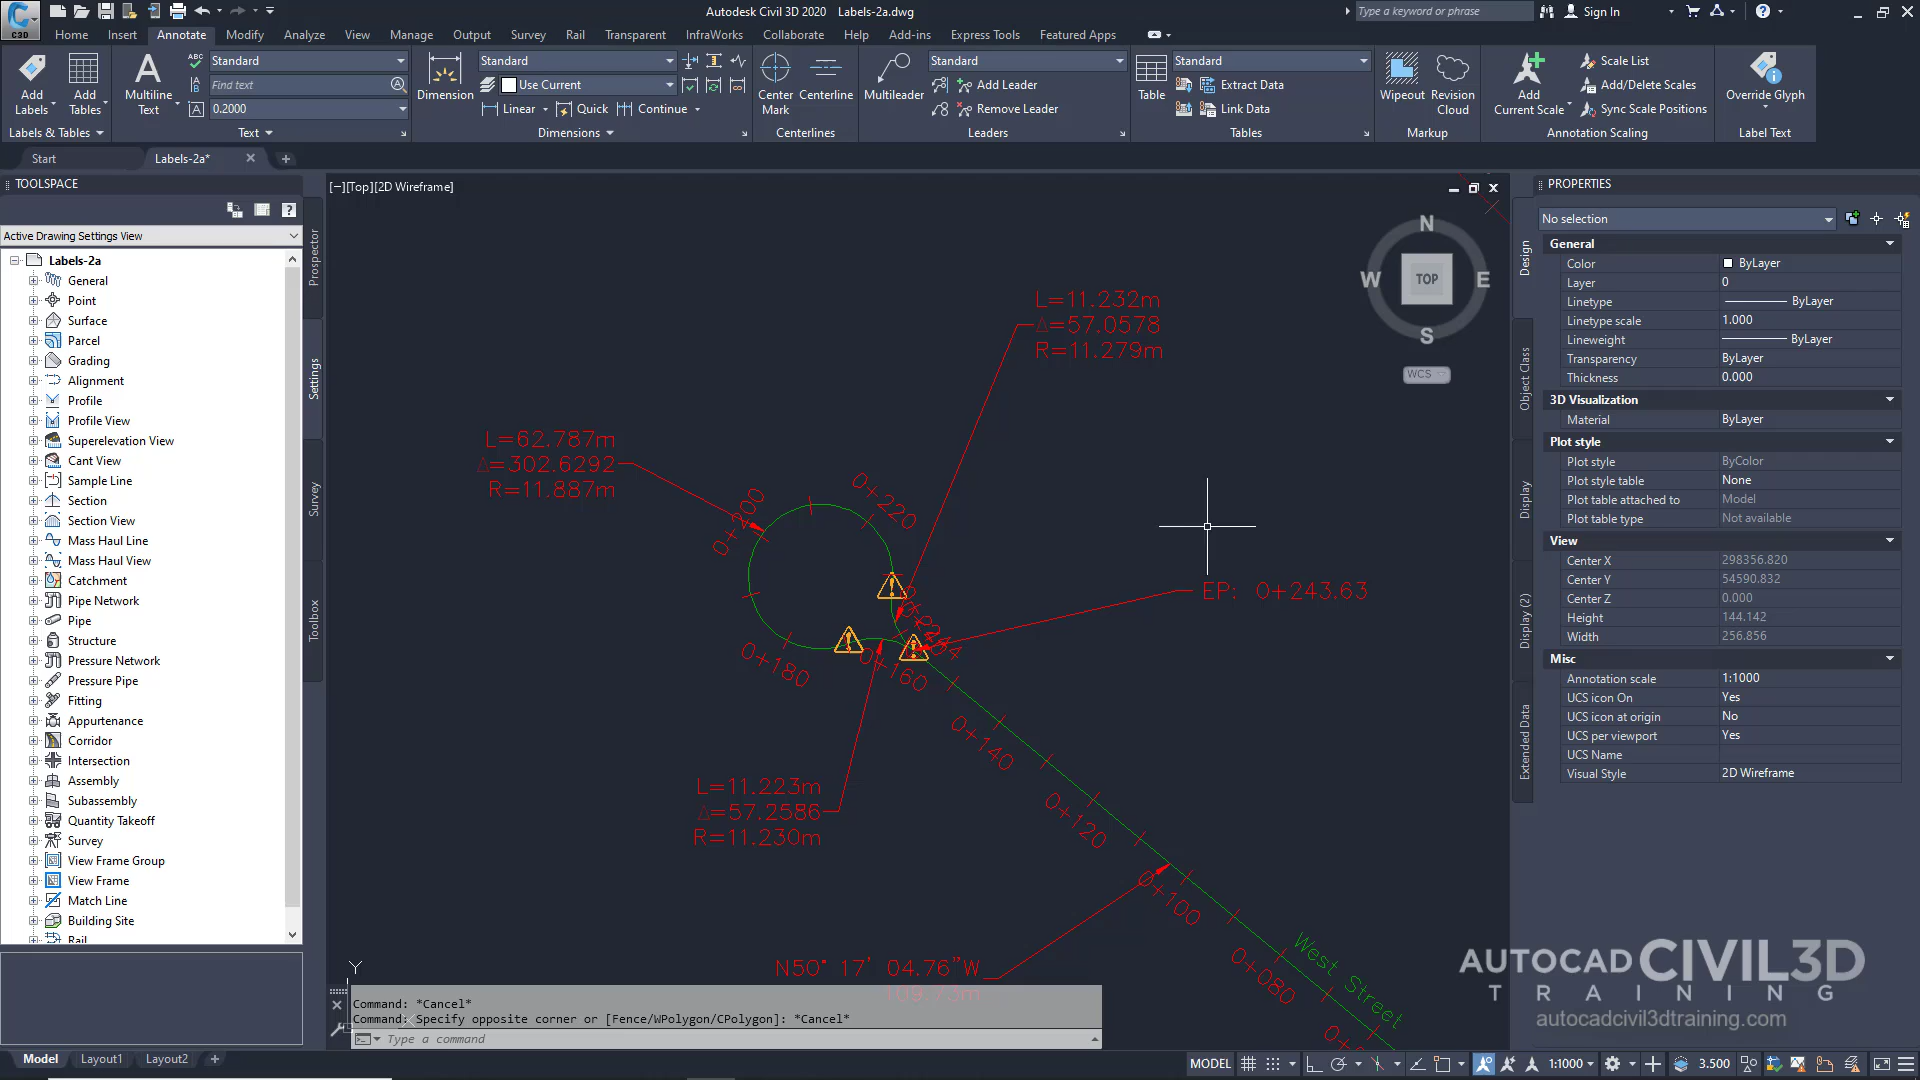 Autodesk Civil 3D 2020 Labels-2a.dwg
Type a keyword or phrase
Sign In
C3D
Home Insert Annotate Modify Analyze View Manage Output Survey Rail Transparent InfraWorks Collaborate Help Add-ins Express Tools Featured Apps
Add Labels
Add Tables
Labels & Tables
Multiline Text
ABC
Standard
Find text
0.2000
Text
Dimension
Standard
Use Current
Linear Quick Continue
Dimensions
Center Mark
Centerline
Centerlines
Multileader
Standard
Add Leader
Remove Leader
Leaders
Table
Standard
Extract Data
Link Data
Tables
Wipeout
Revision Cloud
Markup
Add Current Scale
Scale List
Add/Delete Scales
Sync Scale Positions
Annotation Scaling
Override Glyph
Label Text
Start Labels-2a*
TOOLSPACE
Active Drawing Settings View
Labels-2a
General
Point
Surface
Parcel
Grading
Alignment
Profile
Profile View
Superelevation View
Cant View
Sample Line
Section
Section View
Mass Haul Line
Mass Haul View
Catchment
Pipe Network
Pipe
Structure
Pressure Network
Pressure Pipe
Fitting
Appurtenance
Corridor
Intersection
Assembly
Subassembly
Quantity Takeoff
Survey
View Frame Group
View Frame
Match Line
Building Site
Rail
Prospector
Settings
Survey
Toolbox
[−][Top][2D Wireframe]
N
W TOP E
S
WCS
L=11.232m
Δ=57.0578
R=11.279m
L=62.787m
Δ=302.6292
R=11.887m
0+200
0+220
EP: 0+243.63
0+180
0+160
0+140
L=11.223m
Δ=57.2586
R=11.230m
0+120
0+100
N50° 17' 04.76"W
109.73m
0+080
West Street
Y
X
Command: *Cancel*
Command: Specify opposite corner or [Fence/WPolygon/CPolygon]: *Cancel*
Type a command
Model Layout1 Layout2
MODEL
1:1000
3.500
PROPERTIES
No selection
Design
Object Class
Display
Display (2)
Extended Data
General
Color ByLayer
Layer 0
Linetype ByLayer
Linetype scale 1.000
Lineweight ByLayer
Transparency ByLayer
Thickness 0.000
3D Visualization
Material ByLayer
Plot style
Plot style ByColor
Plot style table None
Plot table attached to Model
Plot table type Not available
View
Center X 298356.820
Center Y 54590.832
Center Z 0.000
Height 144.142
Width 256.856
Misc
Annotation scale 1:1000
UCS icon On Yes
UCS icon at origin No
UCS per viewport Yes
UCS Name
Visual Style 2D Wireframe
AUTOCAD CIVIL3D
TRAINING
autocadcivil3dtraining.com